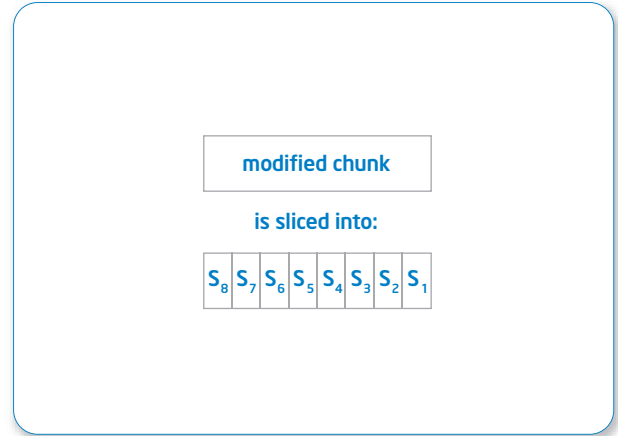 modified chunk
is sliced into:
S₈ S₇ S₆ S₅ S₄ S₃ S₂ S₁